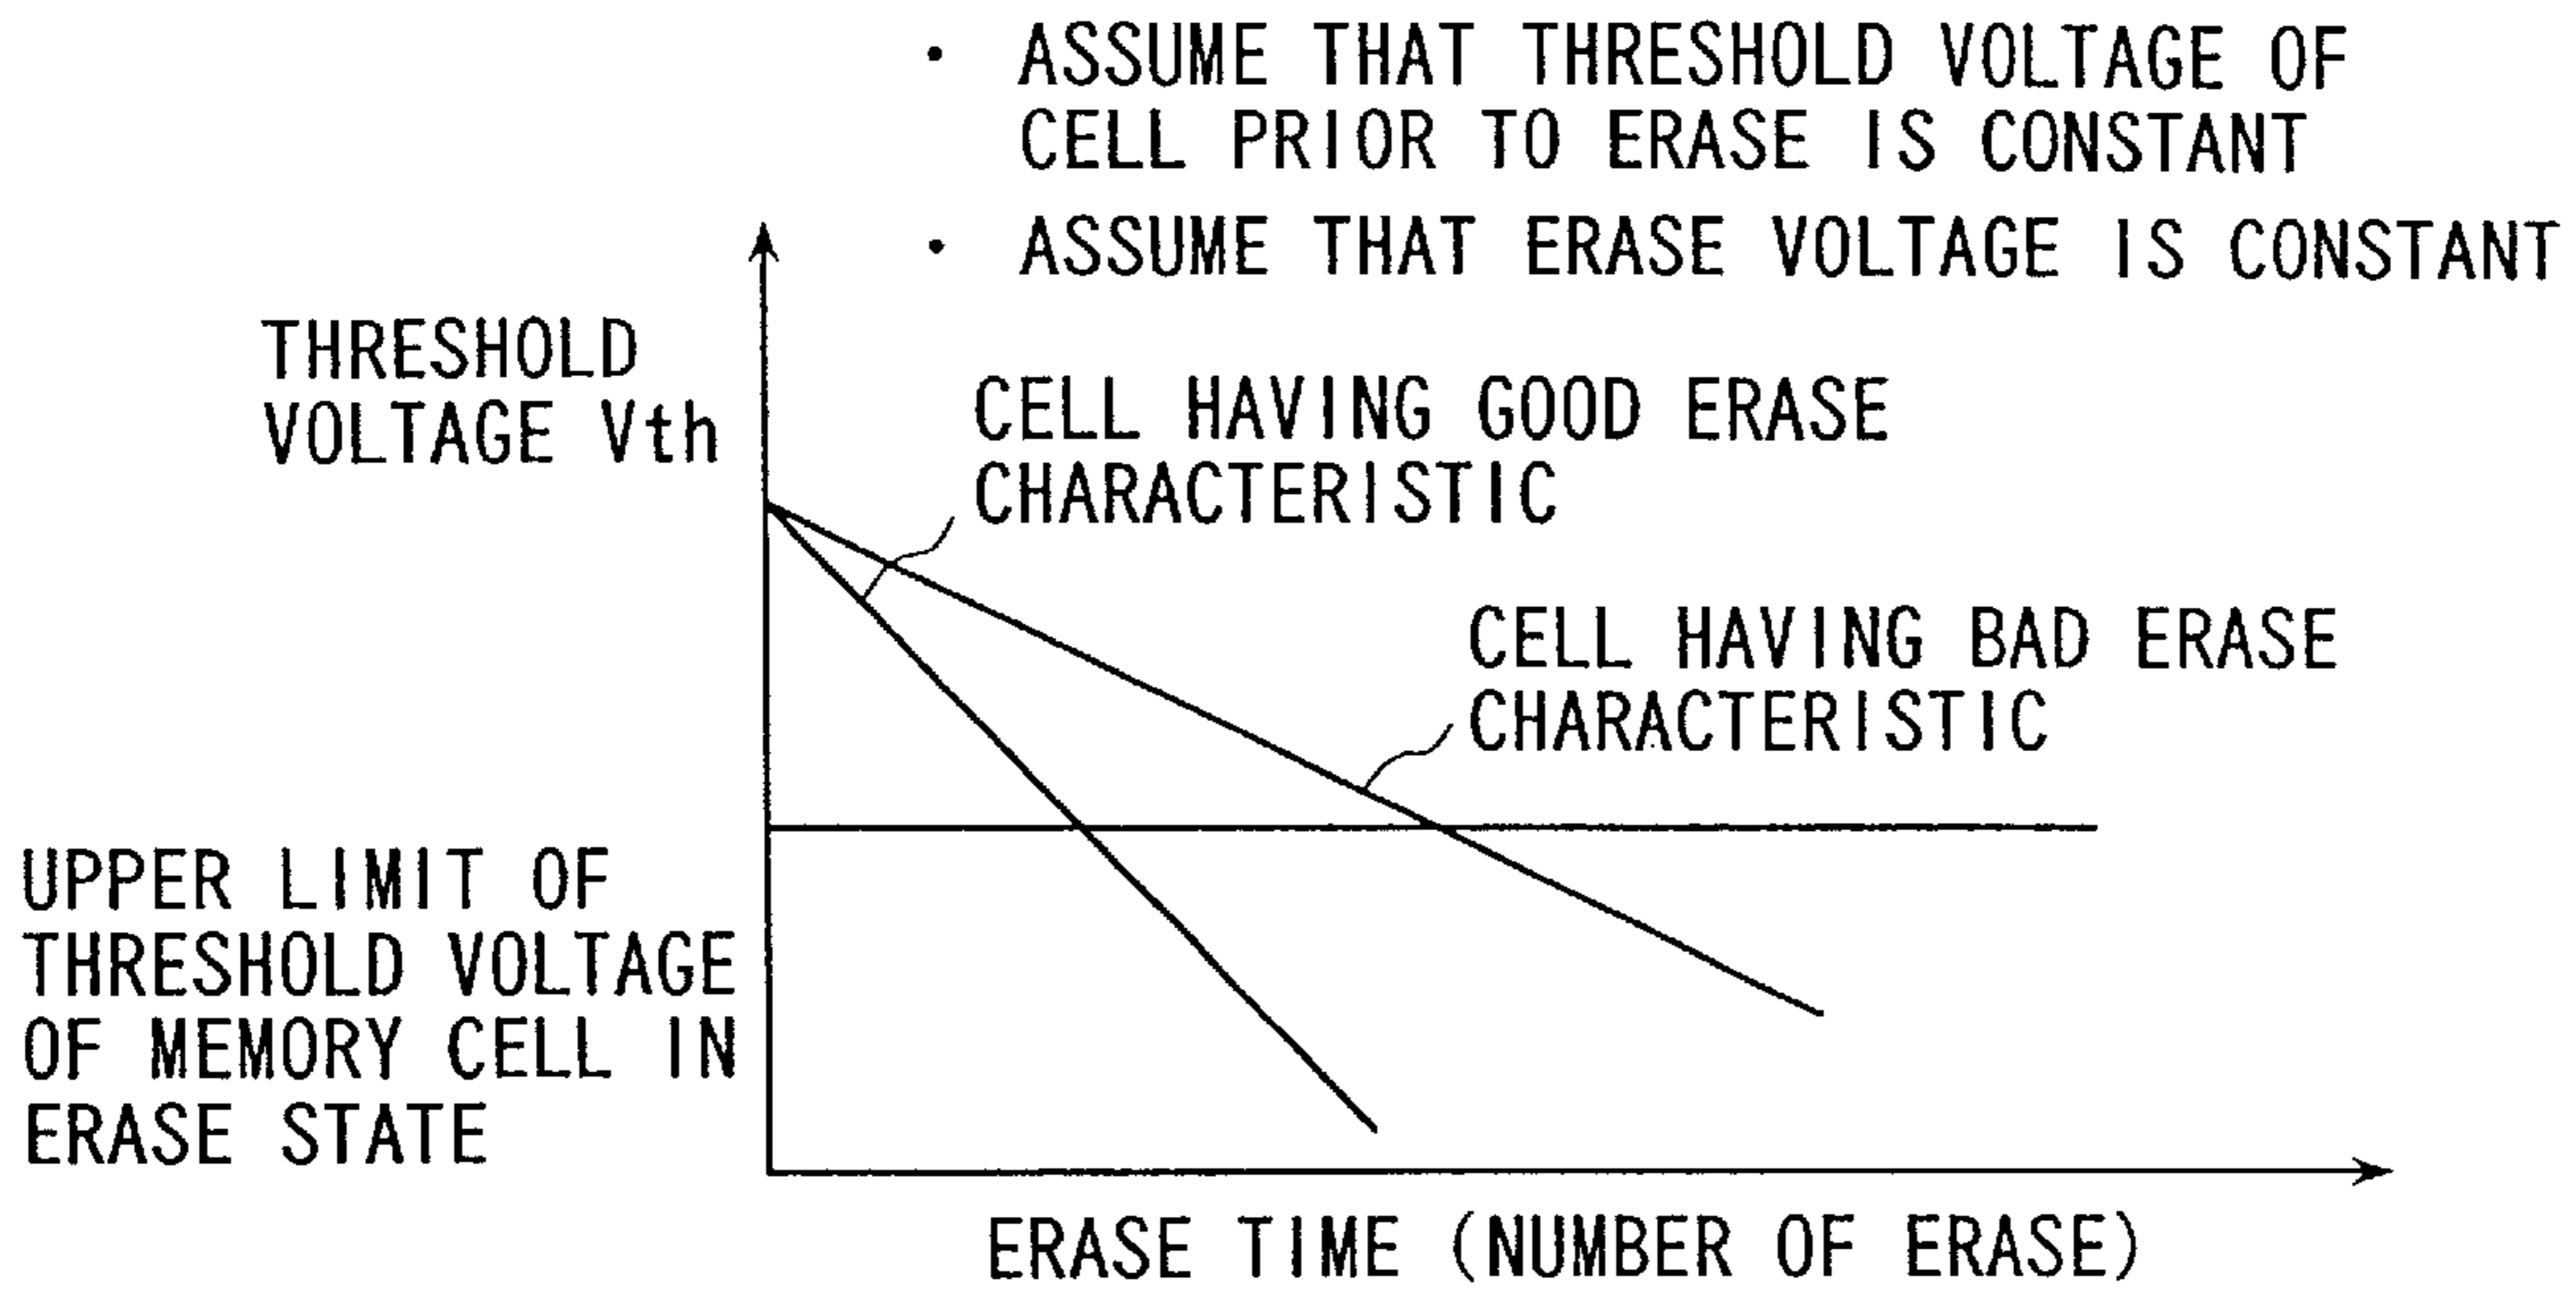 · ASSUME THAT THRESHOLD VOLTAGE OF
CELL PRIOR TO ERASE IS CONSTANT
· ASSUME THAT ERASE VOLTAGE IS CONSTANT
THRESHOLD
VOLTAGE Vth
CELL HAVING GOOD ERASE
CHARACTERISTIC
CELL HAVING BAD ERASE
CHARACTERISTIC
UPPER LIMIT OF
THRESHOLD VOLTAGE
OF MEMORY CELL IN
ERASE STATE
ERASE TIME (NUMBER OF ERASE)